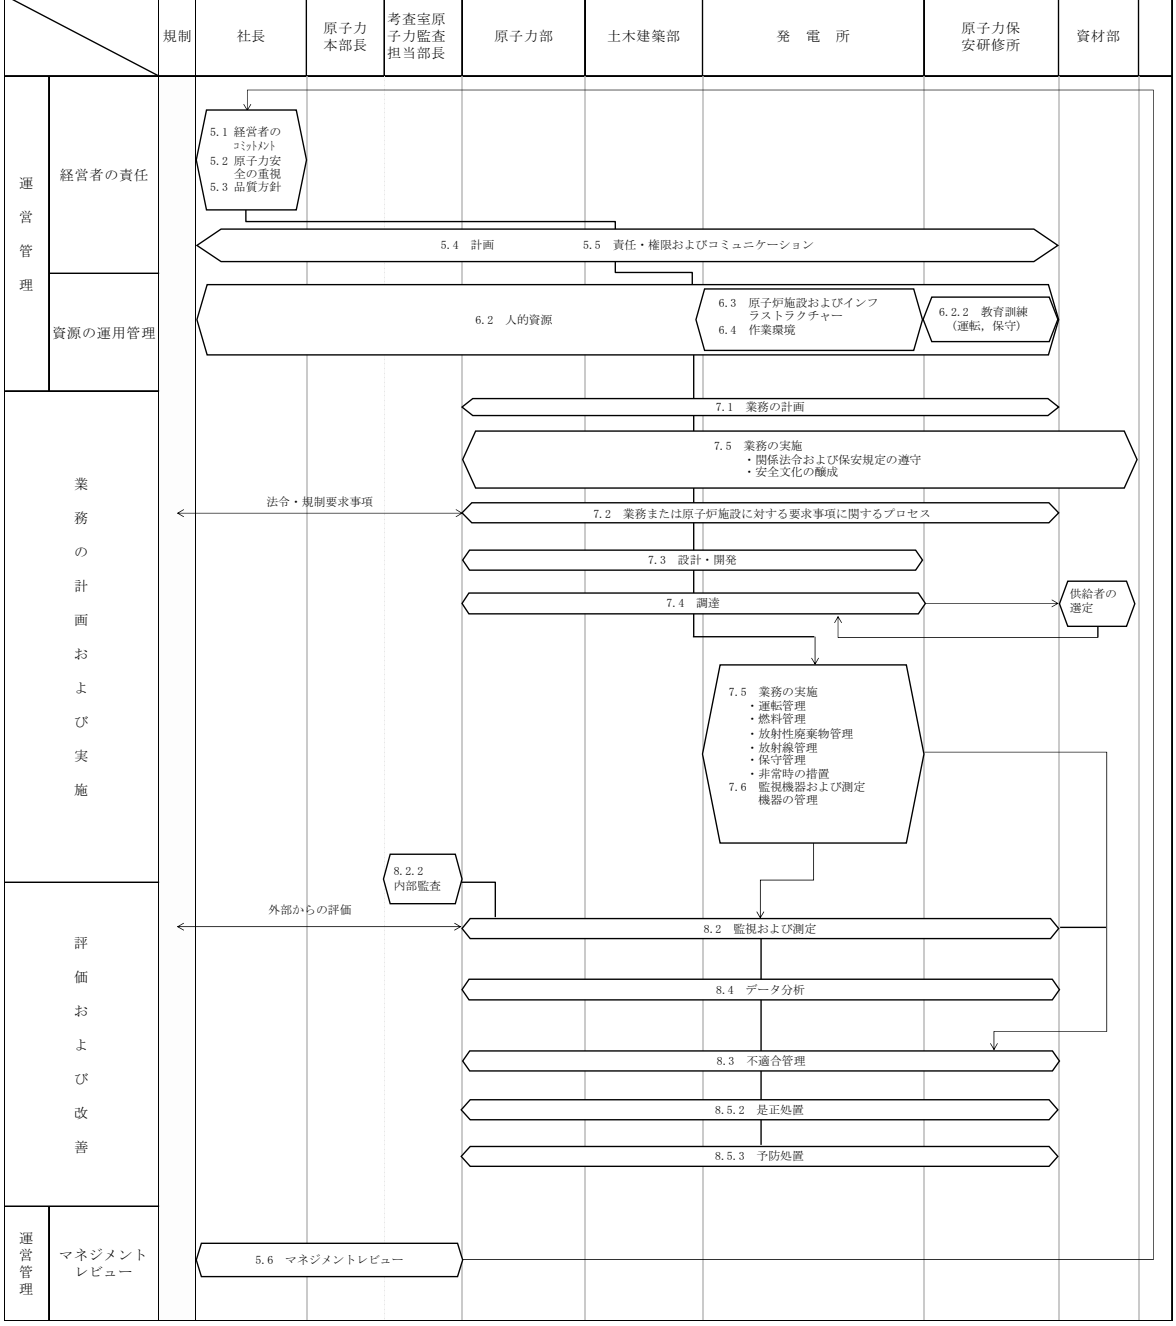 規制
社長
原子力
本部長
考査室原
子力監査
担当部長
原子力部
土木建築部
発　電　所
原子力保
安研修所
資材部
運営管理
経営者の責任
5.1 経営者の
コミットメント
5.2 原子力安
全の重視
5.3 品質方針
5.4　計画
5.5　責任・権限およびコミュニケーション
資源の運用管理
6.2　人的資源
6.3　原子炉施設およびインフ
ラストラクチャー
6.4　作業環境
6.2.2　教育訓練
（運転，保守）
業務の計画および実施
7.1　業務の計画
7.5　業務の実施
・関係法令および保安規定の遵守
・安全文化の醸成
法令・規制要求事項
7.2　業務または原子炉施設に対する要求事項に関するプロセス
7.3　設計・開発
7.4　調達
供給者の
選定
7.5　業務の実施
・運転管理
・燃料管理
・放射性廃棄物管理
・放射線管理
・保守管理
・非常時の措置
7.6　監視機器および測定
機器の管理
8.2.2
内部監査
評価および改善
外部からの評価
8.2　監視および測定
8.4　データ分析
8.3　不適合管理
8.5.2　是正処置
8.5.3　予防処置
運営管理
マネジメント
レビュー
5.6　マネジメントレビュー